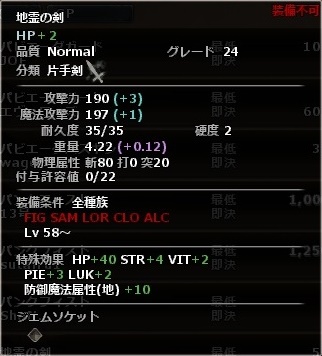 装備不可
地霊の剣
HP+2
品質 Normal グレード 24
分類 片手剣
攻撃力 190 (+3)
魔法攻撃力 197 (+1)
耐久度 35/35 硬度 2
重量 4.22 (+0.12)
物理属性 斬80 打0 突20
付与許容値 0/22
装備条件 全種族
FIG SAM LOR CLO ALC
Lv 58～
特殊効果 HP+40 STR+4 VIT+2
PIE+3 LUK+2
防御魔法属性(地) +10
ジェムソケット